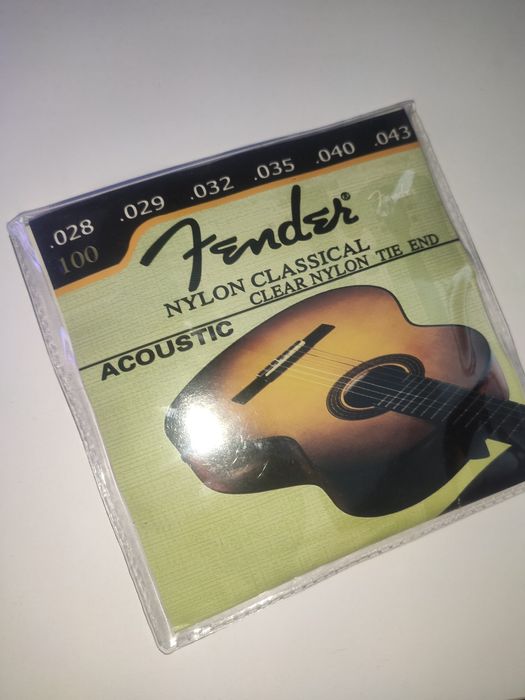 .028 .029 .032 .035 .040 .043
100
Fender®
NYLON CLASSICAL
CLEAR NYLON TIE END
ACOUSTIC